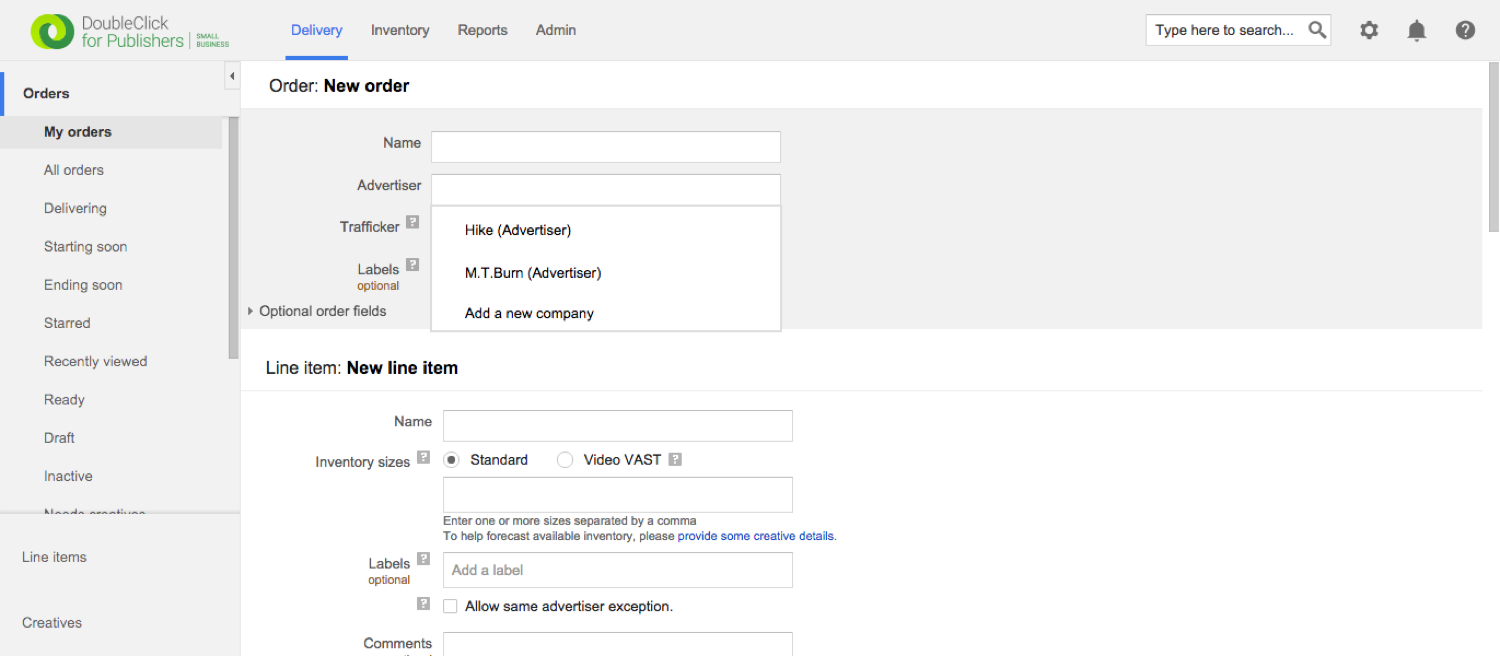 DoubleClick
for Publishers | SMALL BUSINESS
Delivery Inventory Reports Admin
Type here to search...
Orders
My orders
All orders
Delivering
Starting soon
Ending soon
Starred
Recently viewed
Ready
Draft
Inactive
Needs creatives
Line items
Creatives
Order: New order
Name
Advertiser
Trafficker ?
Labels ?
optional
Optional order fields
Hike (Advertiser)
M.T.Burn (Advertiser)
Add a new company
Line item: New line item
Name
Inventory sizes ? Standard Video VAST ?
Enter one or more sizes separated by a comma
To help forecast available inventory, please provide some creative details.
Labels ? Add a label
optional
? Allow same advertiser exception.
Comments